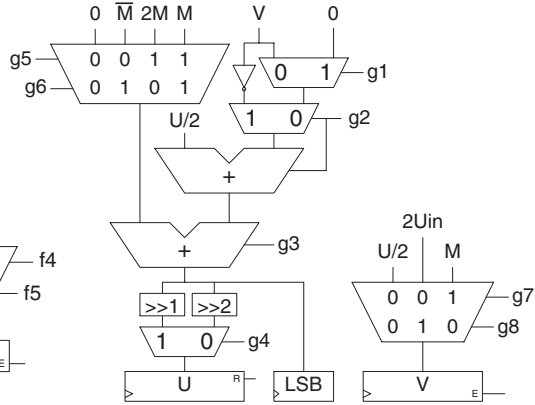 0 M̅ 2M M V 0
g5 0 0 1 1 0 1 g1
g6 0 1 0 1 1 0 g2
U/2
+
+ g3
2Uin
f4 U/2 M
f5 >>1 >>2 0 0 1 g7
1 0 g4 0 1 0 g8
E U R LSB V E